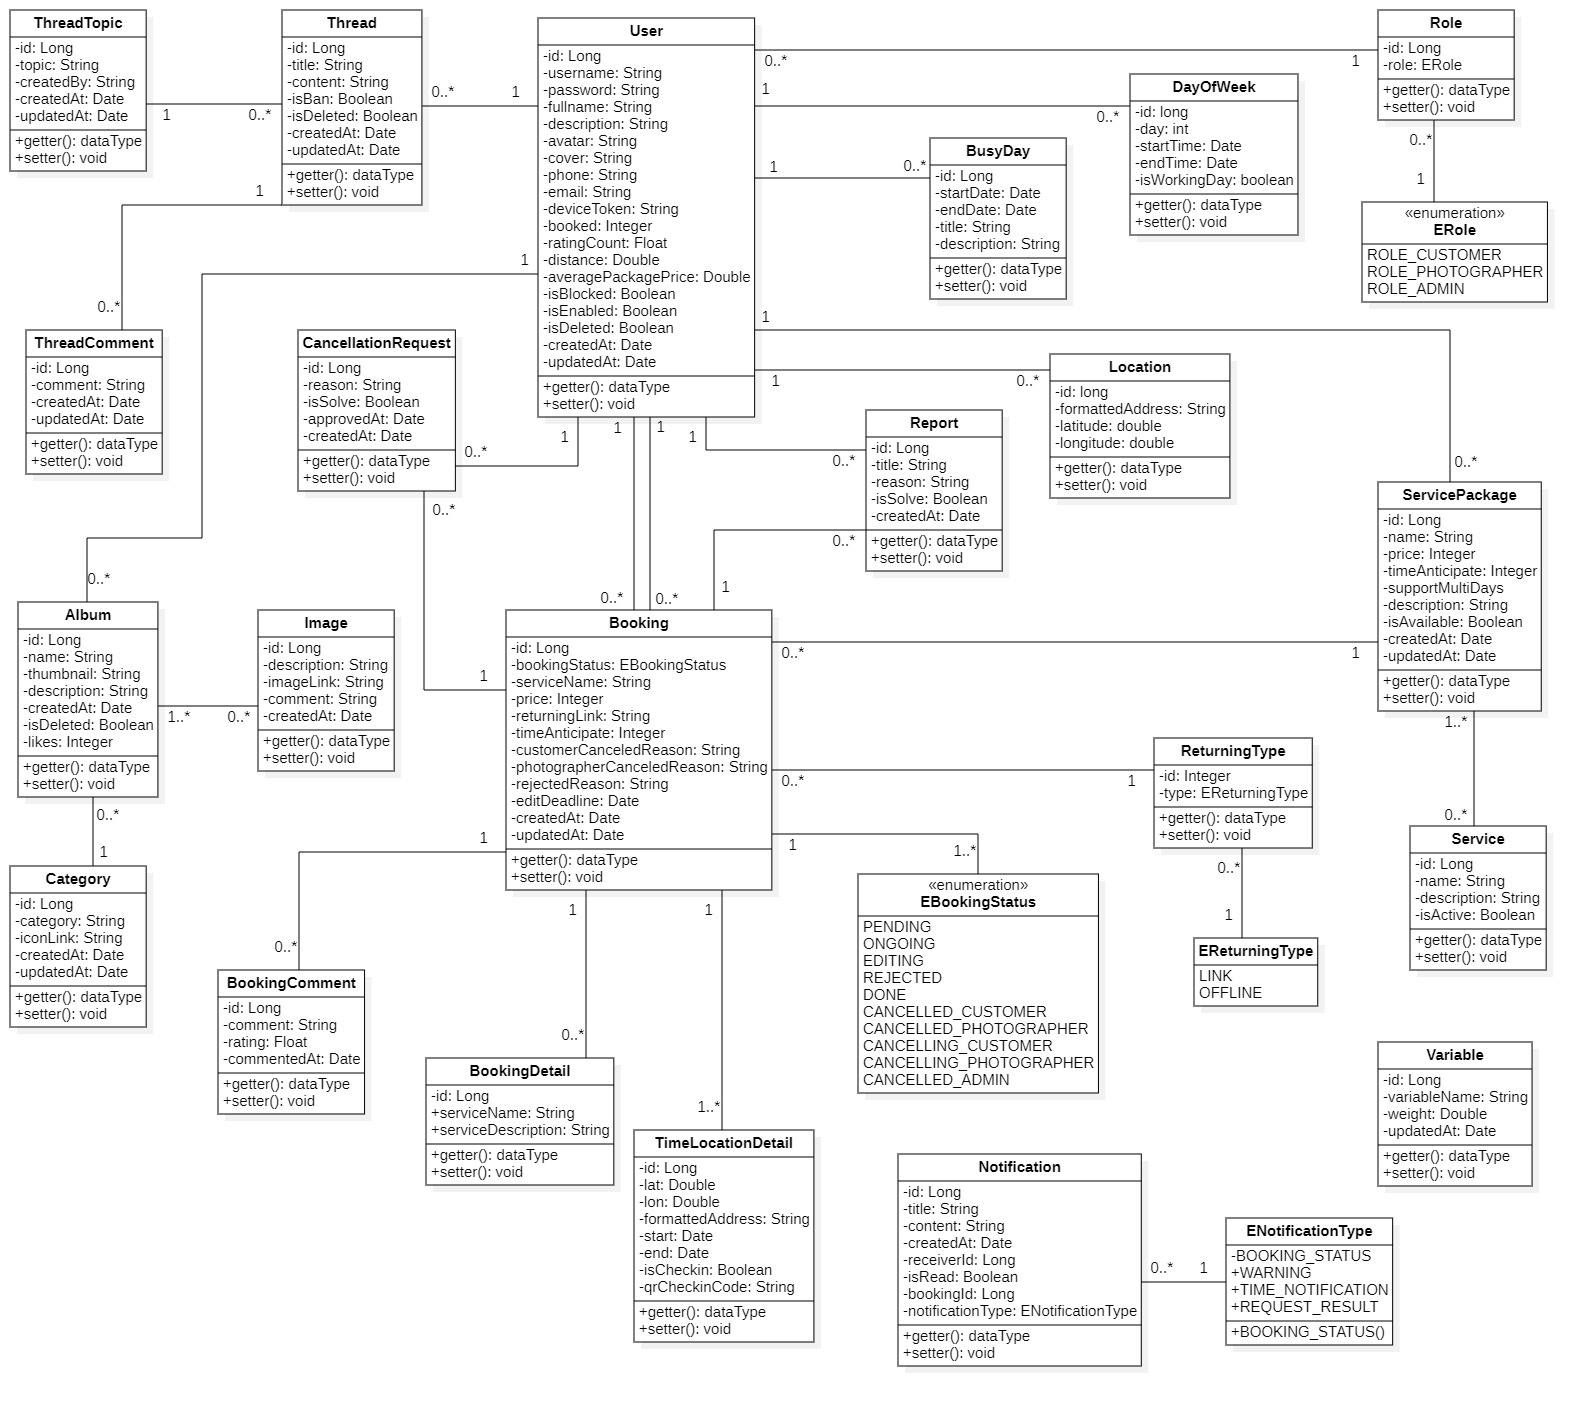 ThreadTopic
-id: Long
-topic: String
-createdBy: String
-createdAt: Date
-updatedAt: Date
+getter(): dataType
+setter(): void
1
0..*
Thread
-id: Long
-title: String
-content: String
-isBan: Boolean
-isDeleted: Boolean
-createdAt: Date
-updatedAt: Date
+getter(): dataType
+setter(): void
0..*
1
1
0..*
User
-id: Long
-username: String
-password: String
-fullname: String
-description: String
-avatar: String
-cover: String
-phone: String
-email: String
-deviceToken: String
-booked: Integer
-ratingCount: Float
-distance: Double
-averagePackagePrice: Double
-isBlocked: Boolean
-isEnabled: Boolean
-isDeleted: Boolean
-createdAt: Date
-updatedAt: Date
+getter(): dataType
+setter(): void
0..*
1
1
0..*
1
0..*
Role
-id: Long
-role: ERole
+getter(): dataType
+setter(): void
0..*
1
DayOfWeek
-id: long
-day: int
-startTime: Date
-endTime: Date
-isWorkingDay: boolean
+getter(): dataType
+setter(): void
BusyDay
-id: Long
-startDate: Date
-endDate: Date
-title: String
-description: String
+getter(): dataType
+setter(): void
«enumeration»
ERole
ROLE_CUSTOMER
ROLE_PHOTOGRAPHER
ROLE_ADMIN
1
0..*
1
0..*
1
0..*
ThreadComment
-id: Long
-comment: String
-createdAt: Date
-updatedAt: Date
+getter(): dataType
+setter(): void
CancellationRequest
-id: Long
-reason: String
-isSolve: Boolean
-approvedAt: Date
-createdAt: Date
+getter(): dataType
+setter(): void
0..*
1
0..*
1
1
1
0..*
0..*
1
0..*
0..*
1
Location
-id: long
-formattedAddress: String
-latitude: double
-longitude: double
+getter(): dataType
+setter(): void
Report
-id: Long
-title: String
-reason: String
-isSolve: Boolean
-createdAt: Date
+getter(): dataType
+setter(): void
ServicePackage
-id: Long
-name: String
-price: Integer
-timeAnticipate: Integer
-supportMultiDays
-description: String
-isAvailable: Boolean
-createdAt: Date
-updatedAt: Date
+getter(): dataType
+setter(): void
Album
-id: Long
-name: String
-thumbnail: String
-description: String
-createdAt: Date
-isDeleted: Boolean
-likes: Integer
+getter(): dataType
+setter(): void
1..*
0..*
Image
-id: Long
-description: String
-imageLink: String
-comment: String
-createdAt: Date
+getter(): dataType
+setter(): void
1
Booking
-id: Long
-bookingStatus: EBookingStatus
-serviceName: String
-price: Integer
-returningLink: String
-timeAnticipate: Integer
-customerCanceledReason: String
-photographerCanceledReason: String
-rejectedReason: String
-editDeadline: Date
-createdAt: Date
-updatedAt: Date
+getter(): dataType
+setter(): void
0..*
1
0..*
1
1
1..*
ReturningType
-id: Integer
-type: EReturningType
+getter(): dataType
+setter(): void
0..*
1
1..*
0..*
Service
-id: Long
-name: String
-description: String
-isActive: Boolean
+getter(): dataType
+setter(): void
0..*
1
Category
-id: Long
-category: String
-iconLink: String
-createdAt: Date
-updatedAt: Date
+getter(): dataType
+setter(): void
1
0..*
BookingComment
-id: Long
-comment: String
-rating: Float
-commentedAt: Date
+getter(): dataType
+setter(): void
1
0..*
BookingDetail
-id: Long
+serviceName: String
+serviceDescription: String
+getter(): dataType
+setter(): void
1
1..*
TimeLocationDetail
-id: Long
-lat: Double
-lon: Double
-formattedAddress: String
-start: Date
-end: Date
-isCheckin: Boolean
-qrCheckinCode: String
+getter(): dataType
+setter(): void
«enumeration»
EBookingStatus
PENDING
ONGOING
EDITING
REJECTED
DONE
CANCELLED_CUSTOMER
CANCELLED_PHOTOGRAPHER
CANCELLING_CUSTOMER
CANCELLING_PHOTOGRAPHER
CANCELLED_ADMIN
EReturningType
LINK
OFFLINE
Variable
-id: Long
-variableName: String
-weight: Double
-updatedAt: Date
+getter(): dataType
+setter(): void
Notification
-id: Long
-title: String
-content: String
-createdAt: Date
-receiverId: Long
-isRead: Boolean
-bookingId: Long
-notificationType: ENotificationType
+getter(): dataType
+setter(): void
0..*
1
ENotificationType
-BOOKING_STATUS
+WARNING
+TIME_NOTIFICATION
+REQUEST_RESULT
+BOOKING_STATUS()